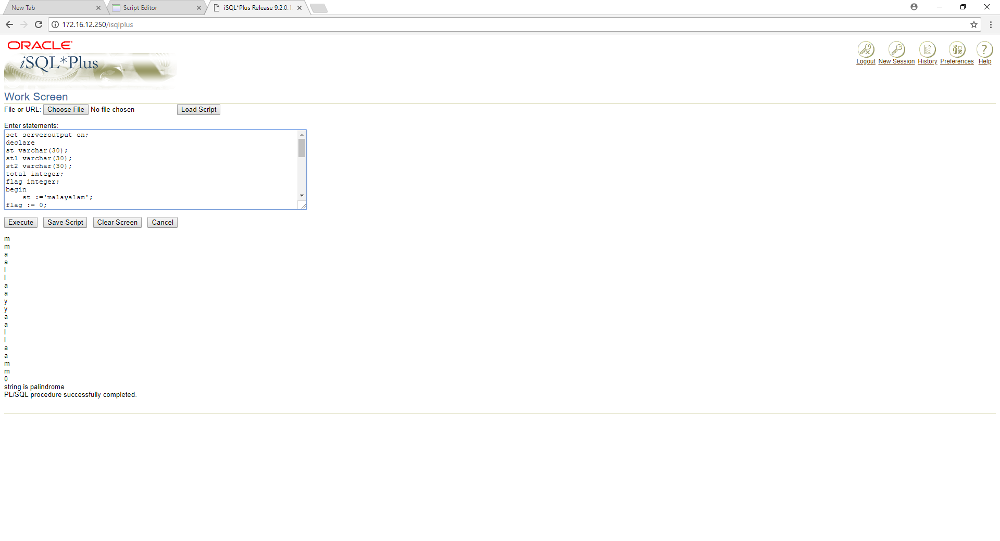 New Tab
Script Editor
iSQL*Plus Release 9.2.0.1
172.16.12.250/isqlplus
ORACLE
iSQL*Plus
Logout New Session History Preferences Help
Work Screen
File or URL: Choose File No file chosen Load Script
Enter statements:
set serveroutput on;
declare
st varchar(30);
st1 varchar(30);
st2 varchar(30);
total integer;
flag integer;
begin
    st :='malayalam';
flag := 0;
Execute Save Script Clear Screen Cancel
m
m
a
a
l
l
a
a
y
y
a
a
l
l
a
a
m
m
0
string is palindrome
PL/SQL procedure successfully completed.